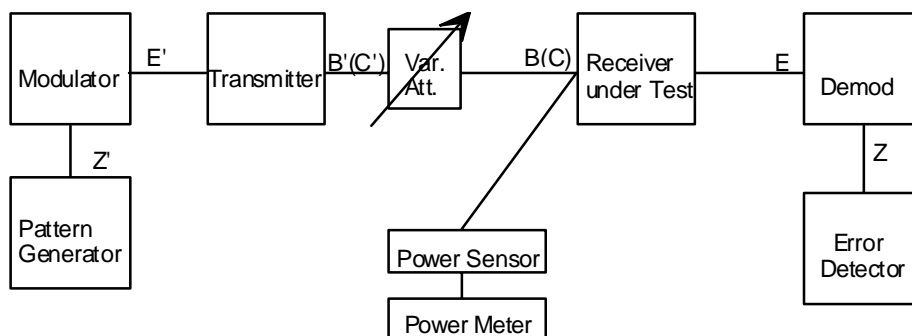 Modulator
E'
Transmitter
B'(C')
Var.
Att.
B(C)
Receiver
under Test
E
Demod
Z'
Z
Pattern
Generator
Power Sensor
Power Meter
Error
Detector